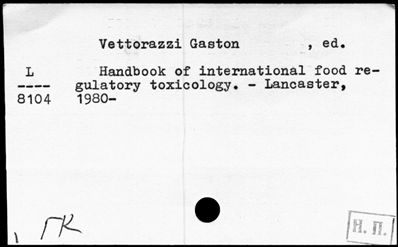 Vettorazzi Gaston , ed.
L Handbook of international food re-
---- gulatory toxicology. - Lancaster,
8104 1980-
ГК
Н. П.